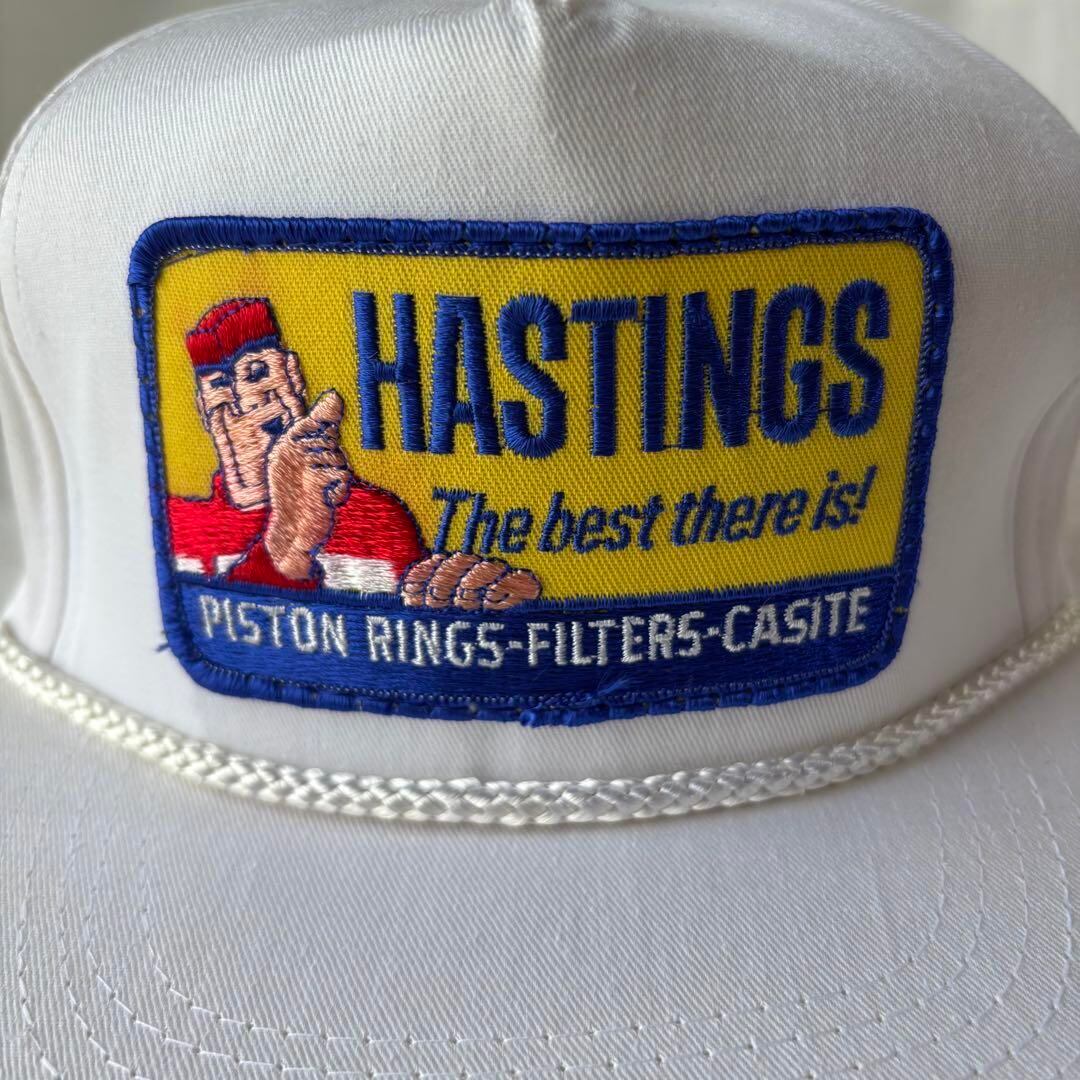 HASTINGS
The best there is!
PISTON RINGS-FILTERS-CASITE